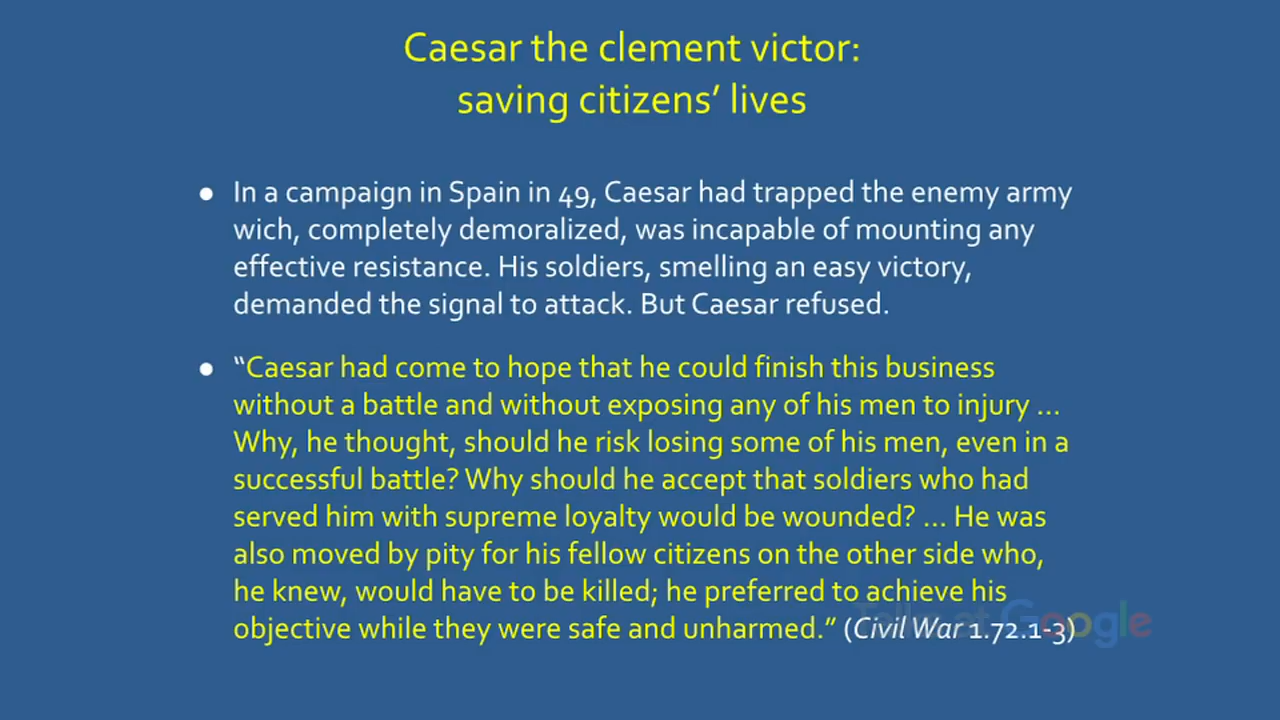 Caesar the clement victor:
saving citizens’ lives
● In a campaign in Spain in 49, Caesar had trapped the enemy army
wich, completely demoralized, was incapable of mounting any
effective resistance. His soldiers, smelling an easy victory,
demanded the signal to attack. But Caesar refused.
● “Caesar had come to hope that he could finish this business
without a battle and without exposing any of his men to injury ...
Why, he thought, should he risk losing some of his men, even in a
successful battle? Why should he accept that soldiers who had
served him with supreme loyalty would be wounded? ... He was
also moved by pity for his fellow citizens on the other side who,
he knew, would have to be killed; he preferred to achieve his
objective while they were safe and unharmed.” (Civil War 1.72.1-3)
Talks at Google